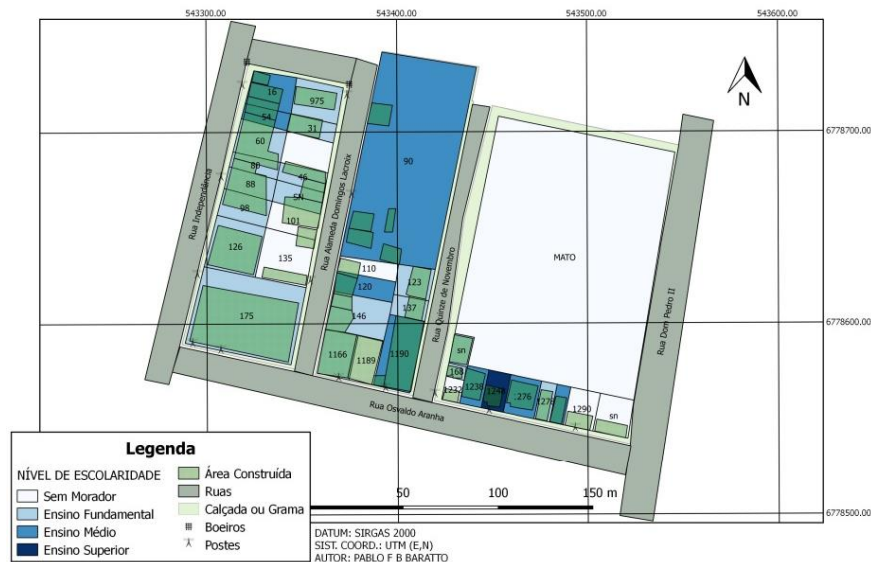 543300.00
543400.00
543500.00
543600.00
6778700.00
6778600.00
6778500.00
N
Rua Independância
Rua Alameda Domingos Lacroix
Rua Quinze de Novembro
Rua Dom Pedro II
Rua Osvaldo Aranha
16
975
54
31
60
46
88
SN
98
101
126
135
175
90
110
120
123
137
146
1166
1189
1190
MATO
sn
168
1232
1238
1248
1276
1290
sn
Legenda
NÍVEL DE ESCOLARIDADE
Sem Morador
Ensino Fundamental
Ensino Médio
Ensino Superior
Área Construída
Ruas
Calçada ou Grama
Boeiros
Postes
50
100
150 m
DATUM: SIRGAS 2000
SIST. COORD.: UTM (E,N)
AUTOR: PABLO F B BARATTO